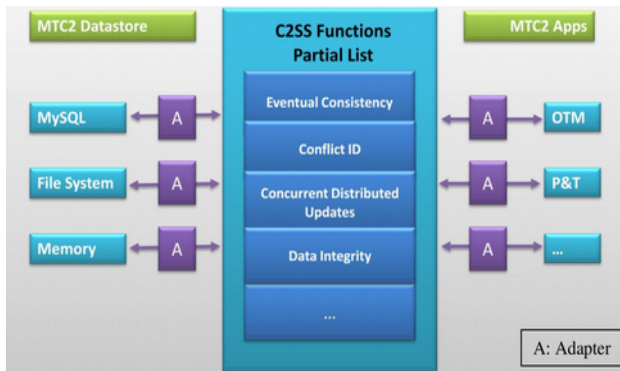 MTC2 Datastore
C2SS Functions
Partial List
MTC2 Apps
Eventual Consistency
Conflict ID
Concurrent Distributed
Updates
Data Integrity
...
MySQL
A
A
OTM
File System
A
A
P&T
Memory
A
A
...
A: Adapter